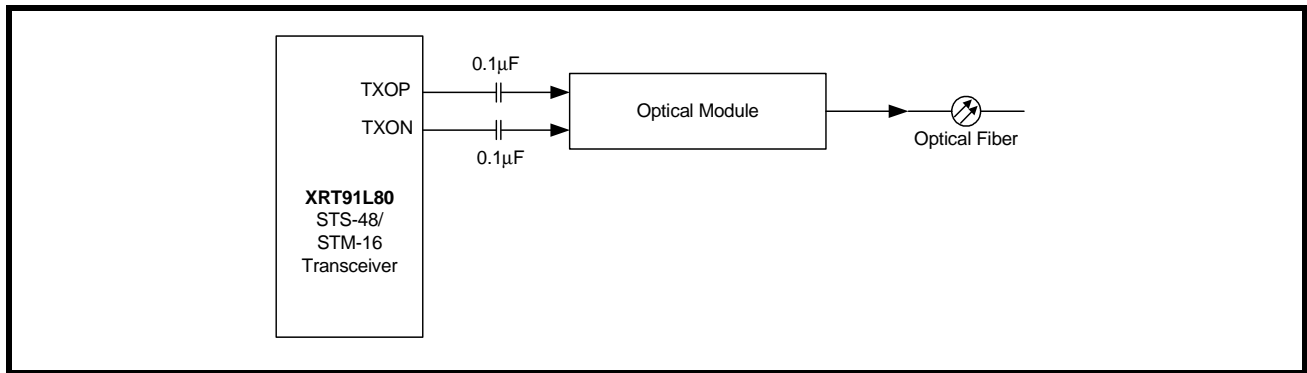 0.1μF
TXOP
TXON
0.1μF
Optical Module
Optical Fiber
XRT91L80
STS-48/
STM-16
Transceiver